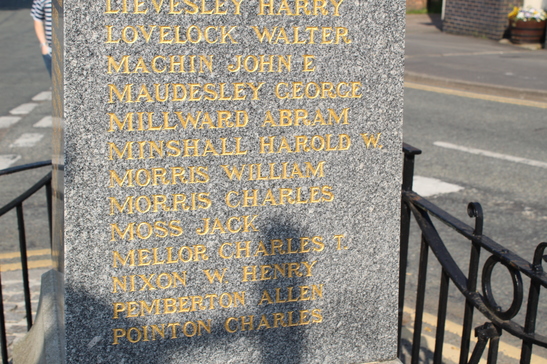 LIEVESLEY HARRY
LOVELOCK WALTER
MACHIN JOHN E
MAUDESLEY GEORGE
MILLWARD ABRAM
MINSHALL HAROLD W.
MORRIS WILLIAM
MORRIS CHARLES
MOSS JACK
MELLOR CHARLES T.
NIXON W HENRY
PEMBERTON ALLEN
POINTON CHARLES